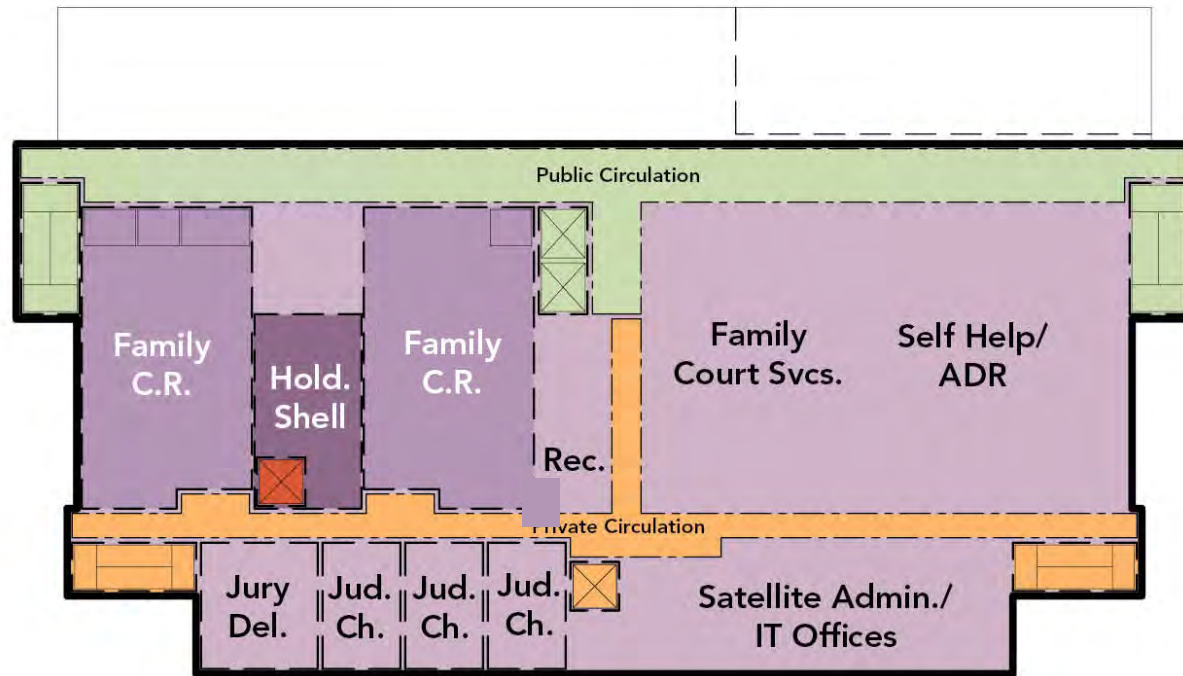 Public Circulation
Family
C.R.
Hold.
Shell
Family
C.R.
Rec.
Family
Court Svcs.
Self Help/
ADR
Private Circulation
Jury
Del.
Jud.
Ch.
Jud.
Ch.
Jud.
Ch.
Satellite Admin./
IT Offices